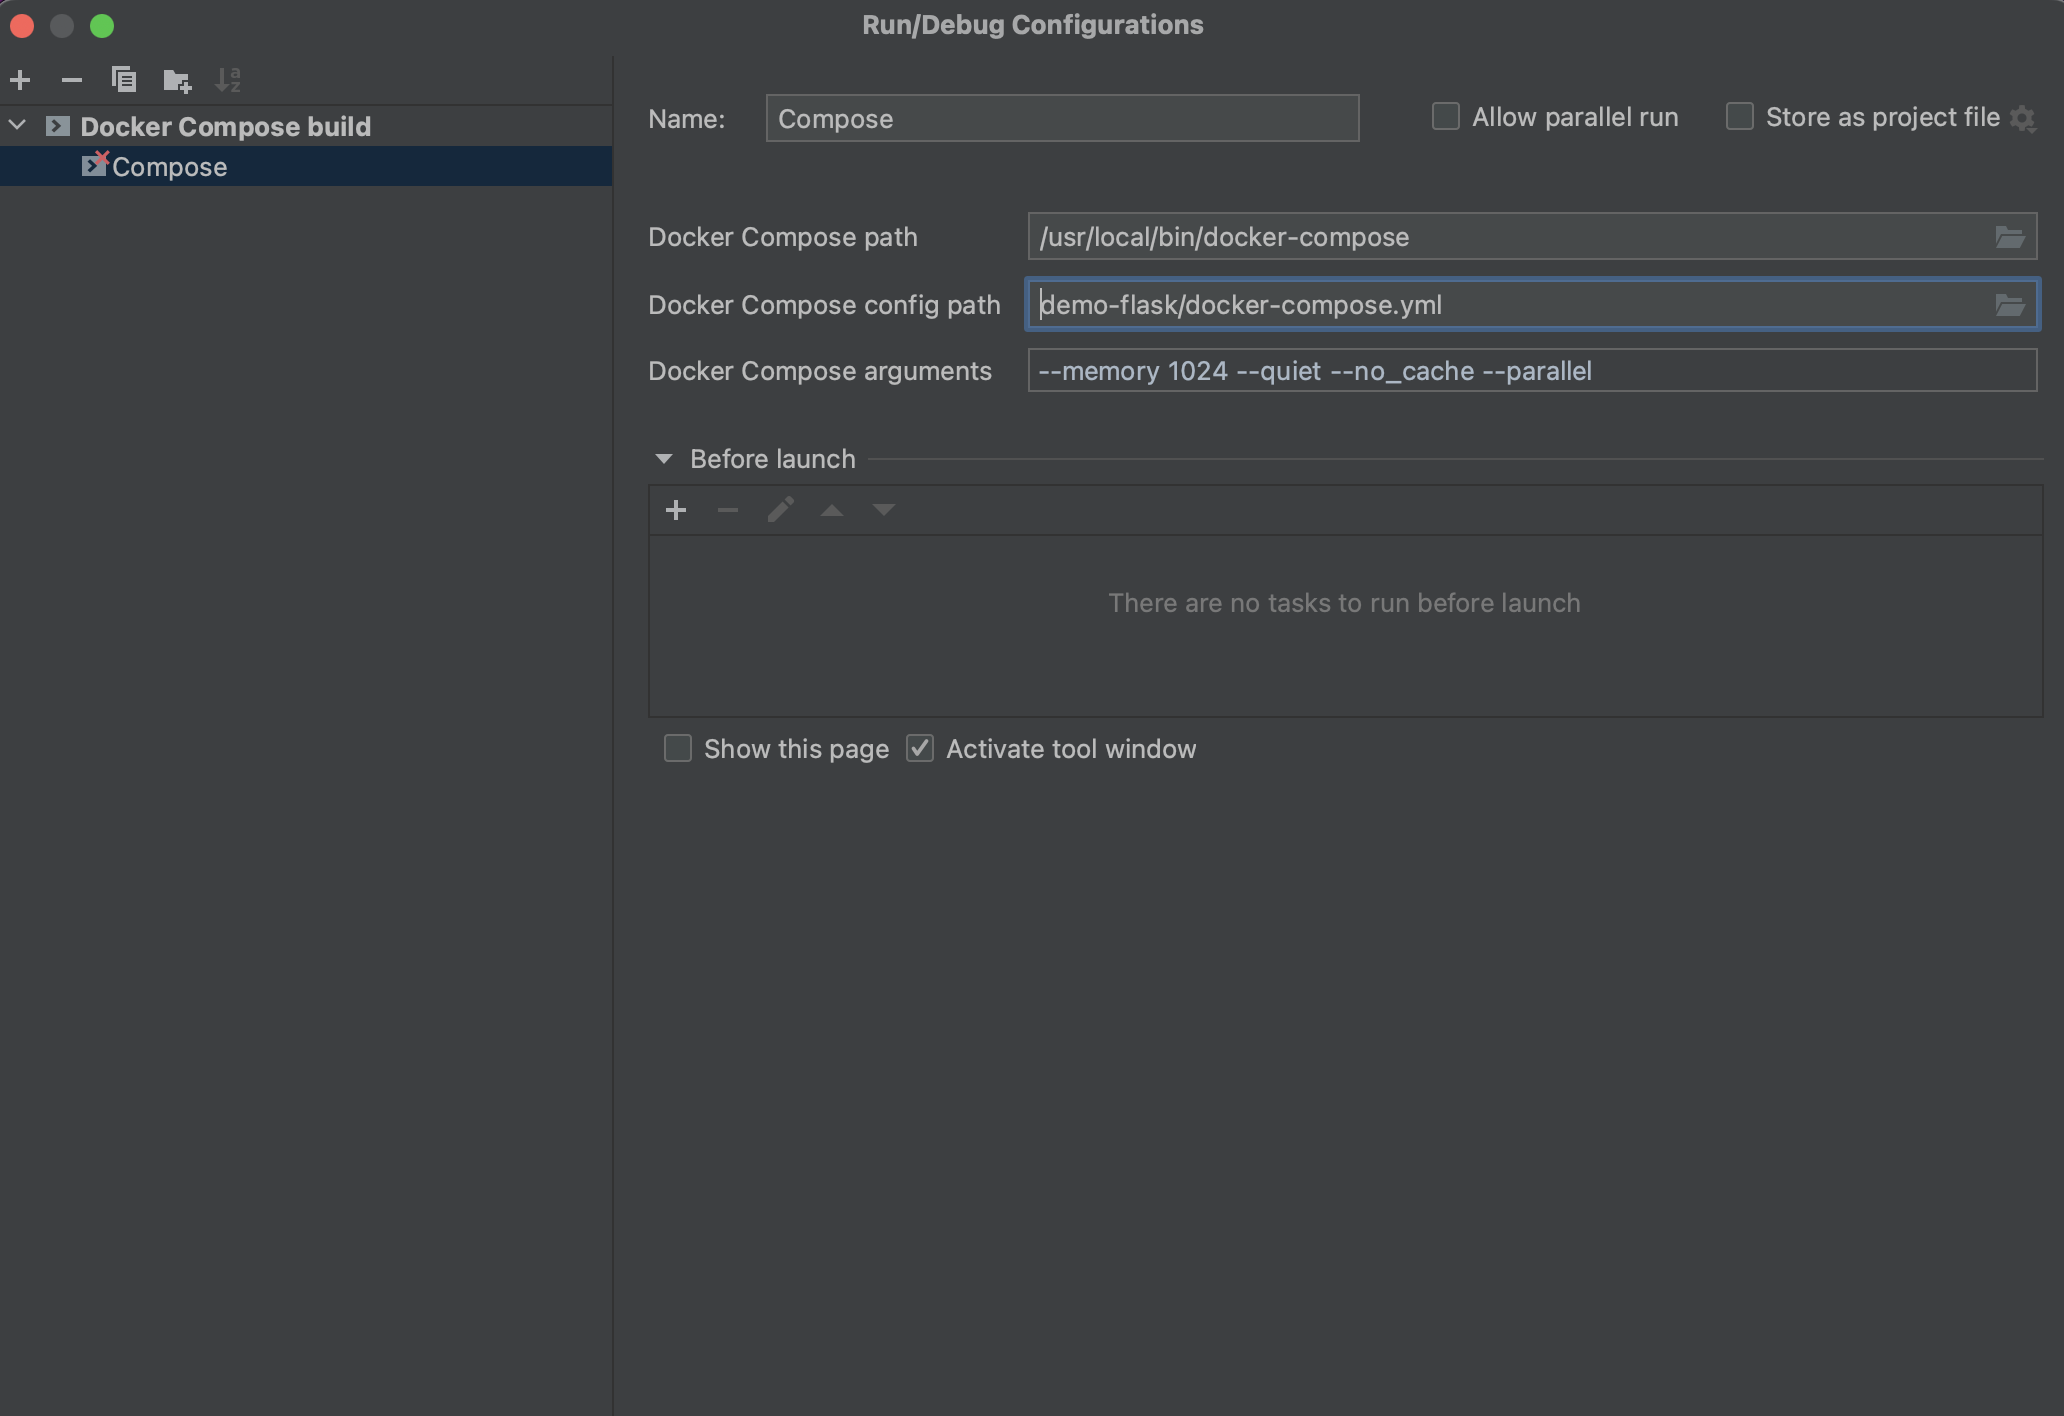 Run/Debug Configurations
Docker Compose build
Compose
Name: Compose
Allow parallel run
Store as project file
Docker Compose path /usr/local/bin/docker-compose
Docker Compose config path demo-flask/docker-compose.yml
Docker Compose arguments --memory 1024 --quiet --no_cache --parallel
Before launch
There are no tasks to run before launch
Show this page
Activate tool window